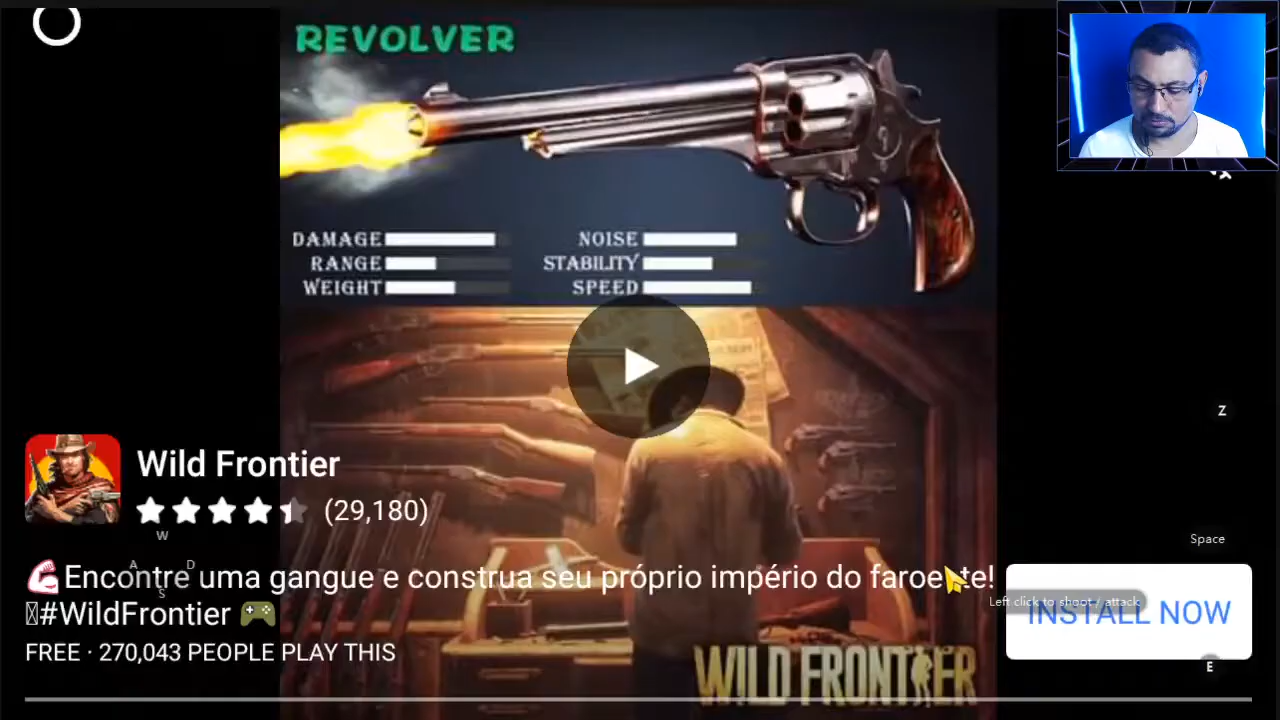 REVOLVER
DAMAGE
NOISE
RANGE
STABILITY
WEIGHT
SPEED
Z
Wild Frontier
(29,180)
W
Space
A
D
💪Encontre uma gangue e construa seu próprio império do faroeste!
S
Left click to shoot / attack
#WildFrontier 🎮
INSTALL NOW
FREE · 270,043 PEOPLE PLAY THIS
E
WILD FRONTIER